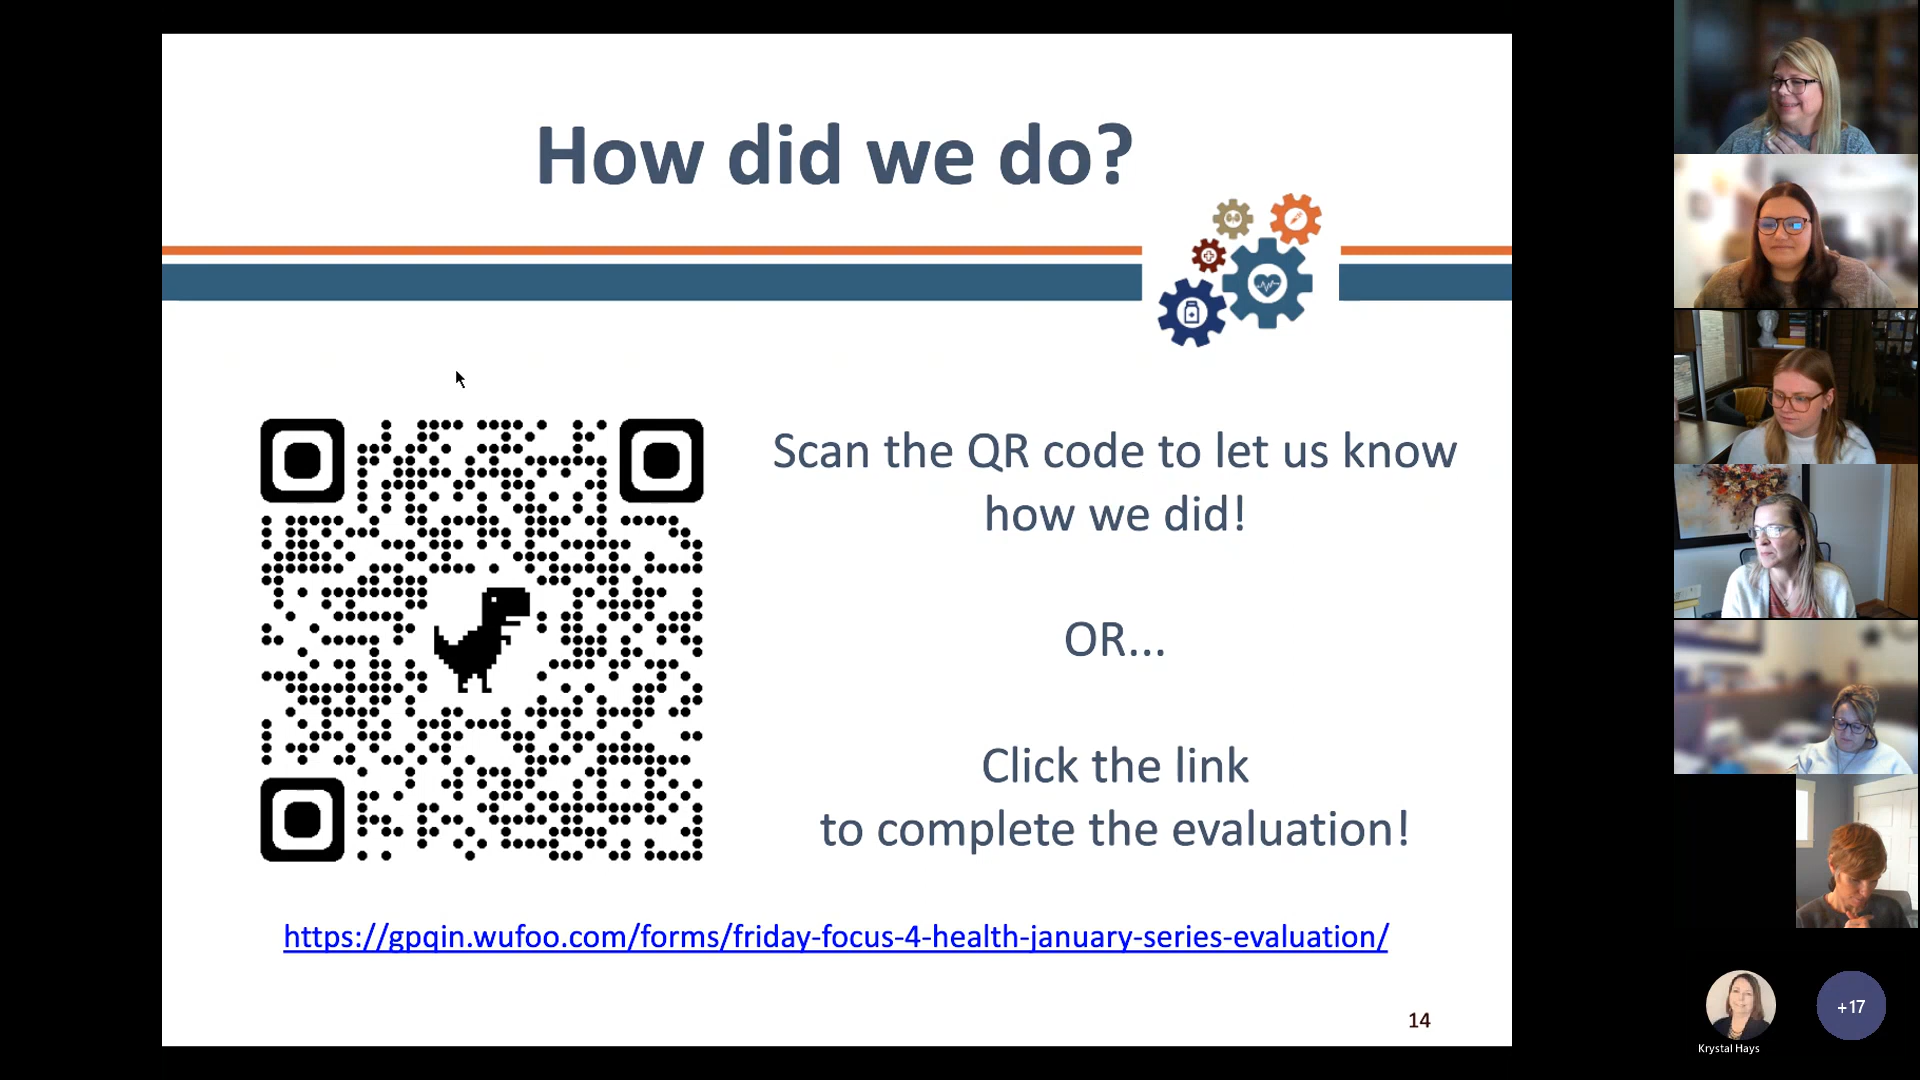 How did we do?
Scan the QR code to let us know
how we did!
OR...
Click the link
to complete the evaluation!
https://gpqin.wufoo.com/forms/friday-focus-4-health-january-series-evaluation/
14
+17
Krystal Hays